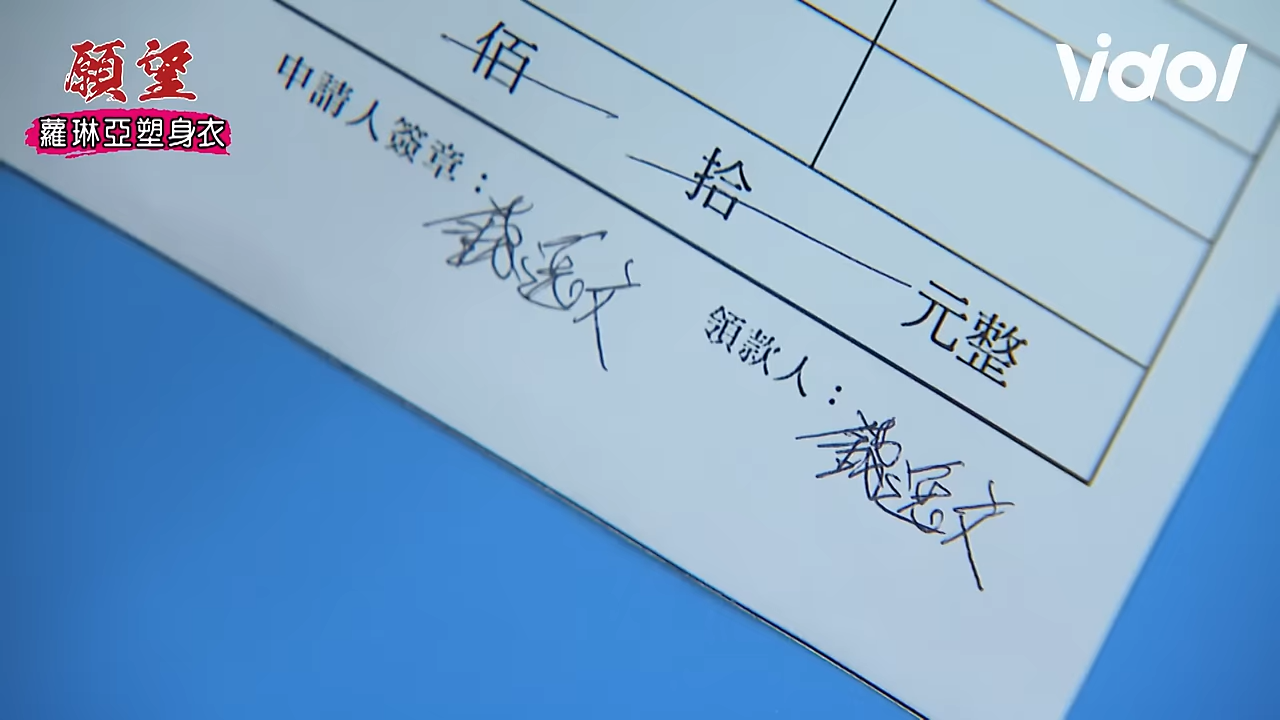 願望
蘿琳亞塑身衣
vidol
佰 拾 元整
申請人簽章：
領款人：